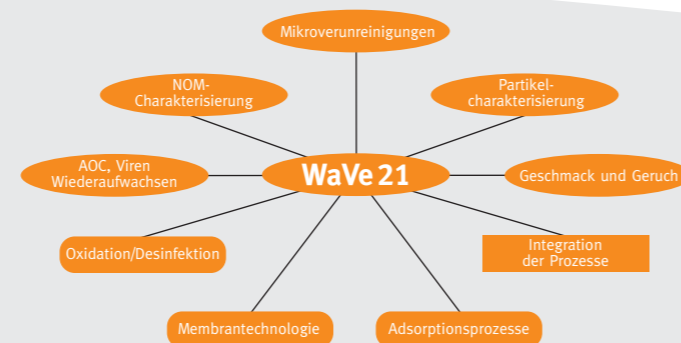 Mikroverunreinigungen
NOM-
Charakterisierung
Partikel-
charakterisierung
AOC, Viren
Wiederaufwachsen
WaVe 21
Geschmack und Geruch
Oxidation/Desinfektion
Integration
der Prozesse
Membrantechnologie
Adsorptionsprozesse